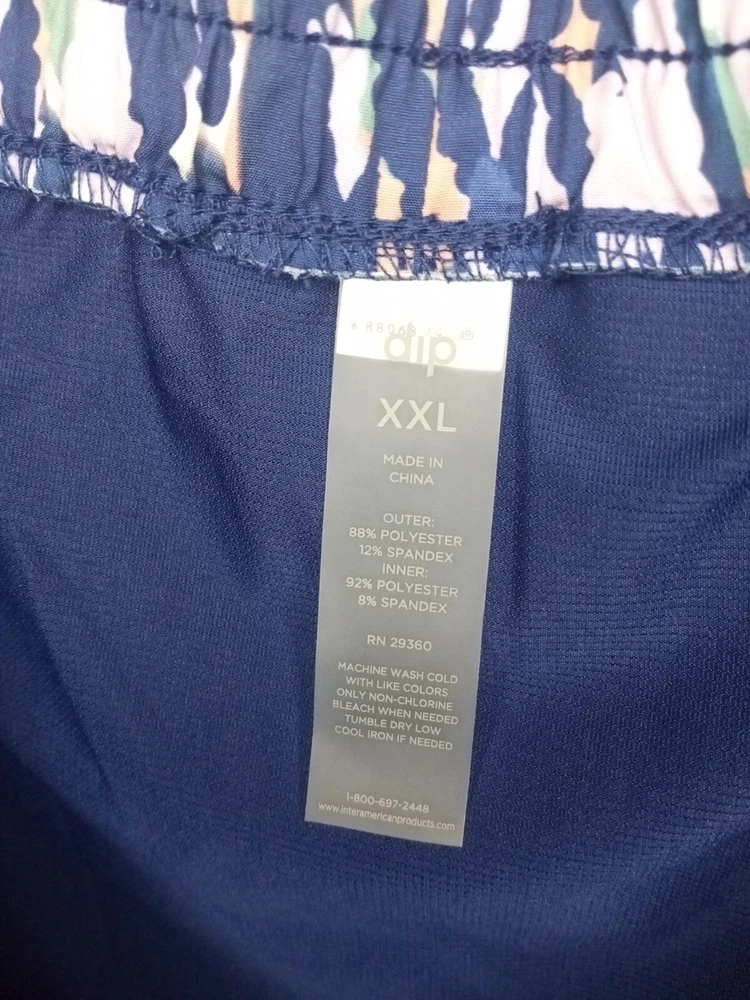 dip
XXL
MADE IN
CHINA
OUTER:
88% POLYESTER
12% SPANDEX
INNER:
92% POLYESTER
8% SPANDEX
RN 29360
MACHINE WASH COLD
WITH LIKE COLORS
ONLY NON-CHLORINE
BLEACH WHEN NEEDED
TUMBLE DRY LOW
COOL IRON IF NEEDED
1-800-697-2448
www.interamericanproducts.com